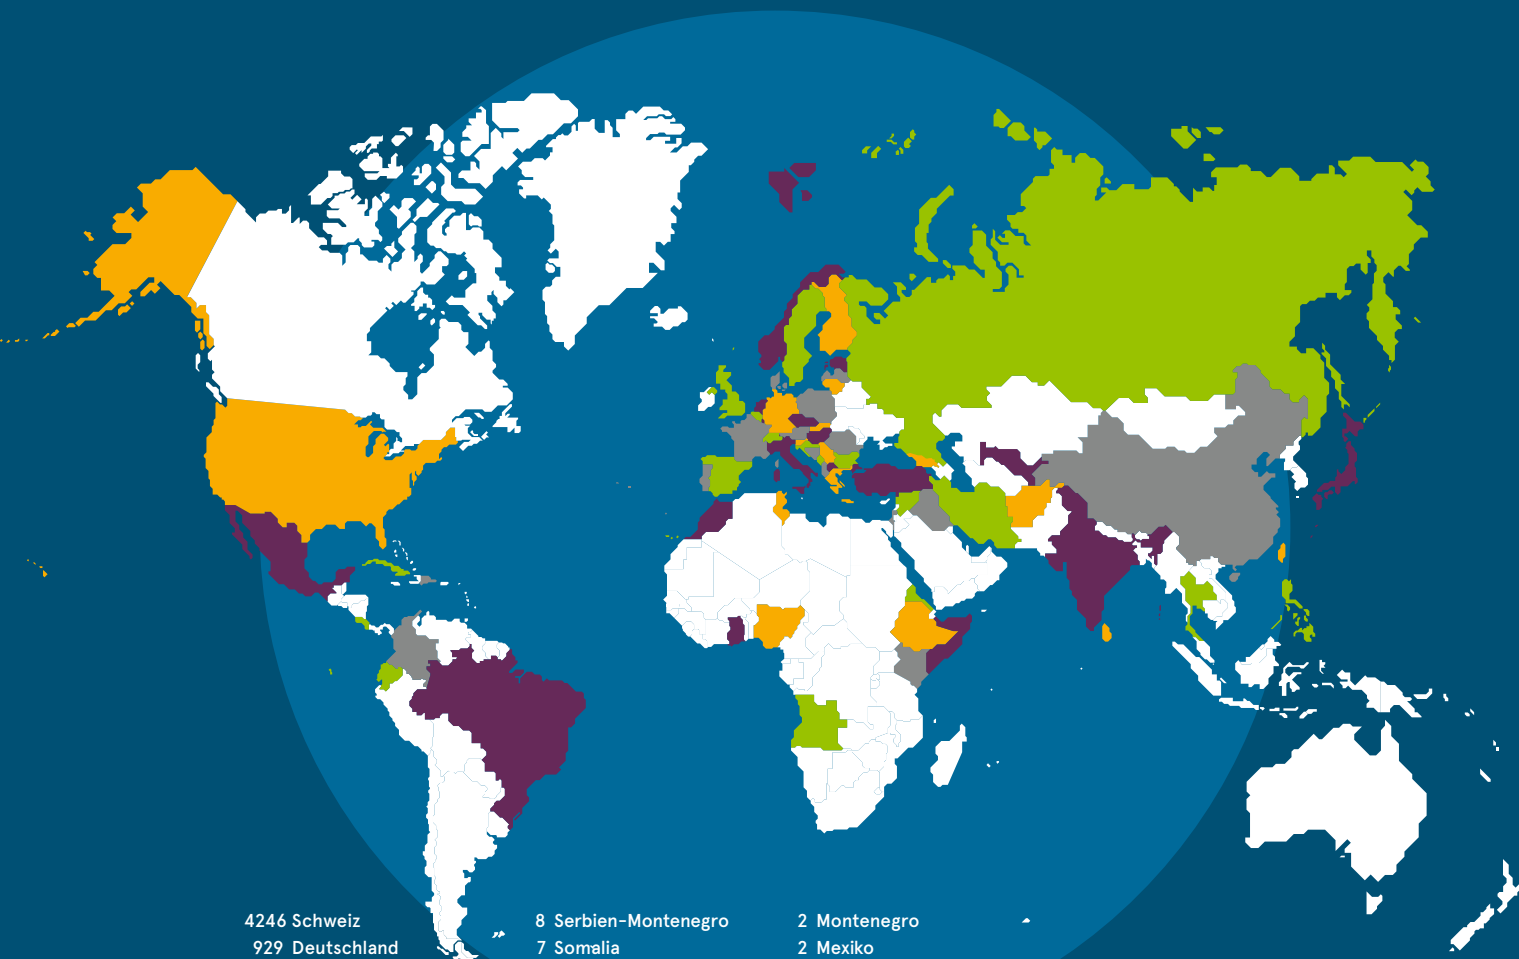 4246 Schweiz
929 Deutschland
8 Serbien-Montenegro
7 Somalia
2 Montenegro
2 Mexiko